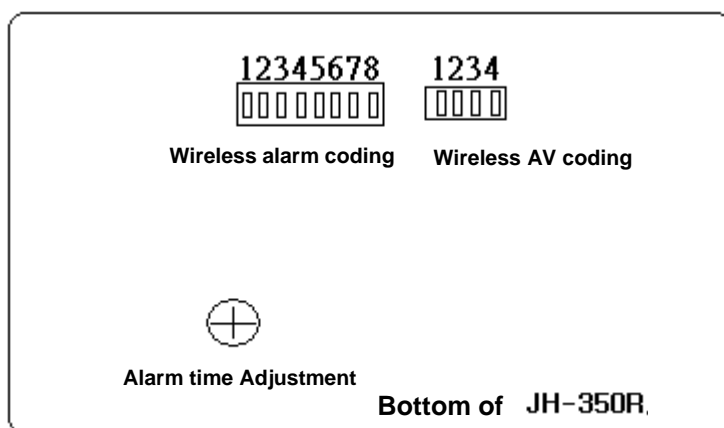 12345678 1234
Wireless alarm coding Wireless AV coding
Alarm time Adjustment
Bottom of JH-350R.